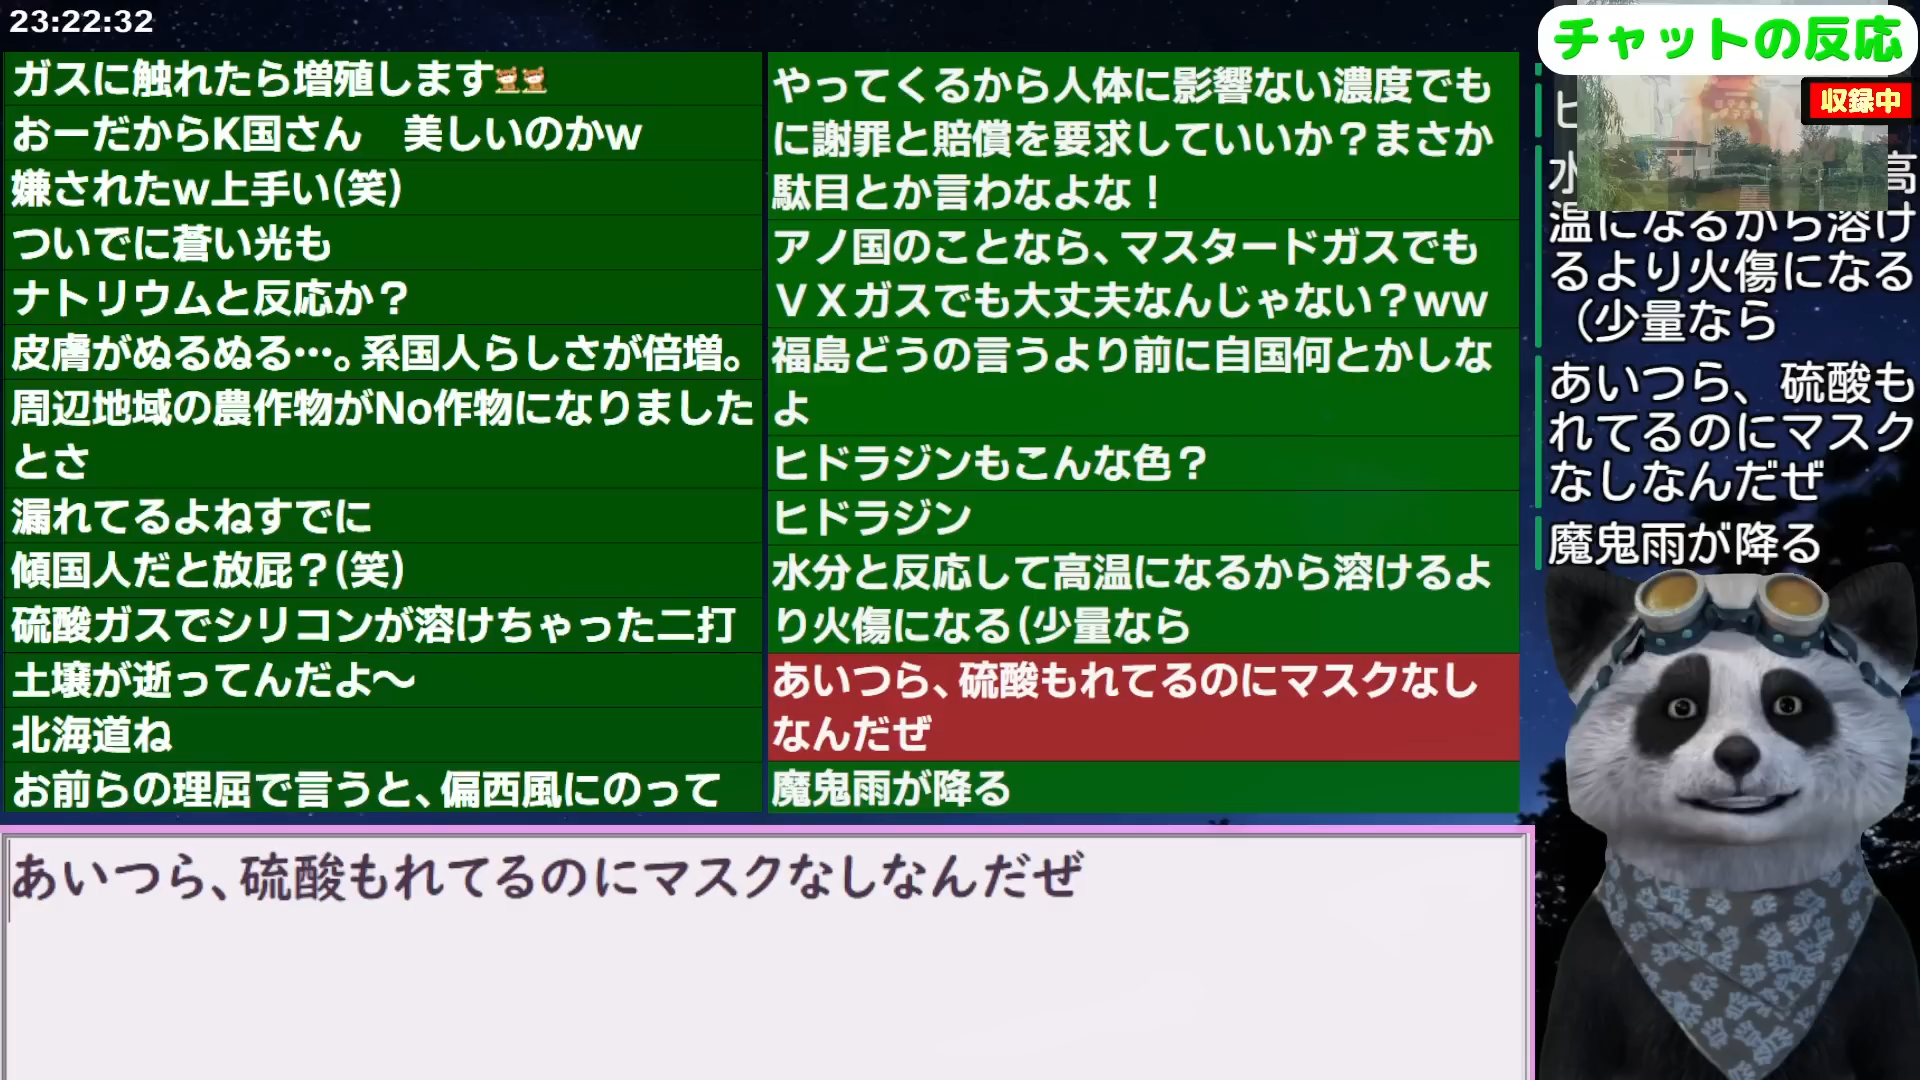 23:22:32
ガスに触れたら増殖します
おーだからK国さん　美しいのかw
嫌されたw上手い(笑)
ついでに蒼い光も
ナトリウムと反応か？
皮膚がぬるぬる…。系国人らしさが倍増。
周辺地域の農作物がNo作物になりました
とさ
漏れてるよねすでに
傾国人だと放屁？(笑)
硫酸ガスでシリコンが溶けちゃった二打
土壌が逝ってんだよ～
北海道ね
お前らの理屈で言うと、偏西風にのって
やってくるから人体に影響ない濃度でも
に謝罪と賠償を要求していいか？まさか
駄目とか言わなよな！
アノ国のことなら、マスタードガスでも
ＶＸガスでも大丈夫なんじゃない？ww
福島どうの言うより前に自国何とかしな
よ
ヒドラジンもこんな色？
ヒドラジン
水分と反応して高温になるから溶けるよ
り火傷になる(少量なら
あいつら、硫酸もれてるのにマスクなし
なんだぜ
魔鬼雨が降る
あいつら、硫酸もれてるのにマスクなしなんだぜ
チャットの反応
収録中
ヒ
水
高
温になるから溶け
るより火傷になる
（少量なら
あいつら、硫酸も
れてるのにマスク
なしなんだぜ
魔鬼雨が降る